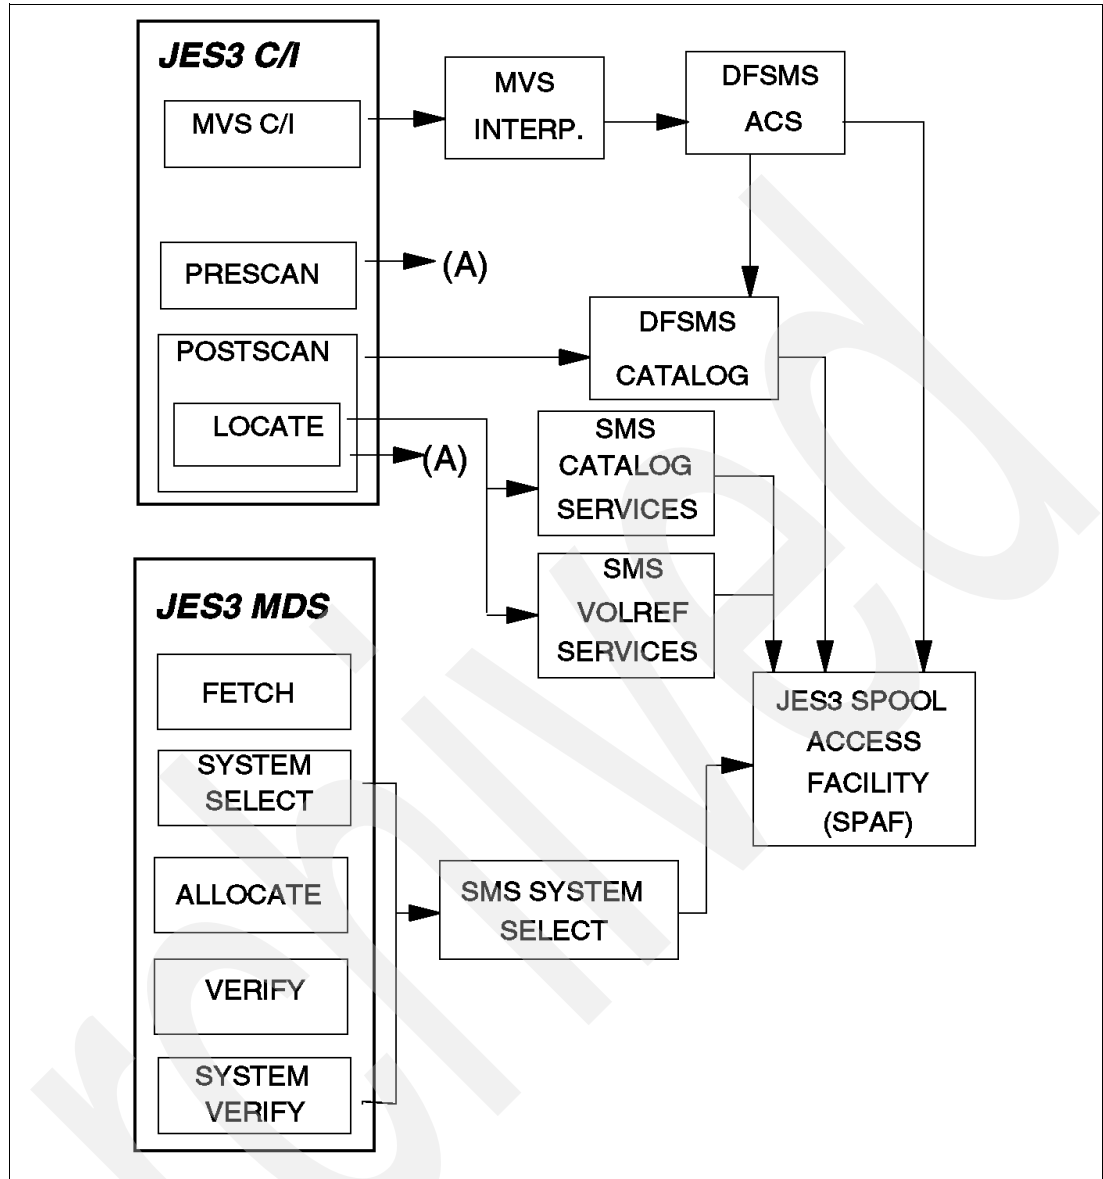 JES3 C/I
MVS C/I
PRESCAN
(A)
POSTSCAN
LOCATE
(A)
MVS
INTERP.
DFSMS
ACS
DFSMS
CATALOG
SMS
CATALOG
SERVICES
SMS
VOLREF
SERVICES
JES3 MDS
FETCH
SYSTEM
SELECT
ALLOCATE
VERIFY
SYSTEM
VERIFY
SMS SYSTEM
SELECT
JES3 SPOOL
ACCESS
FACILITY
(SPAF)
rchived